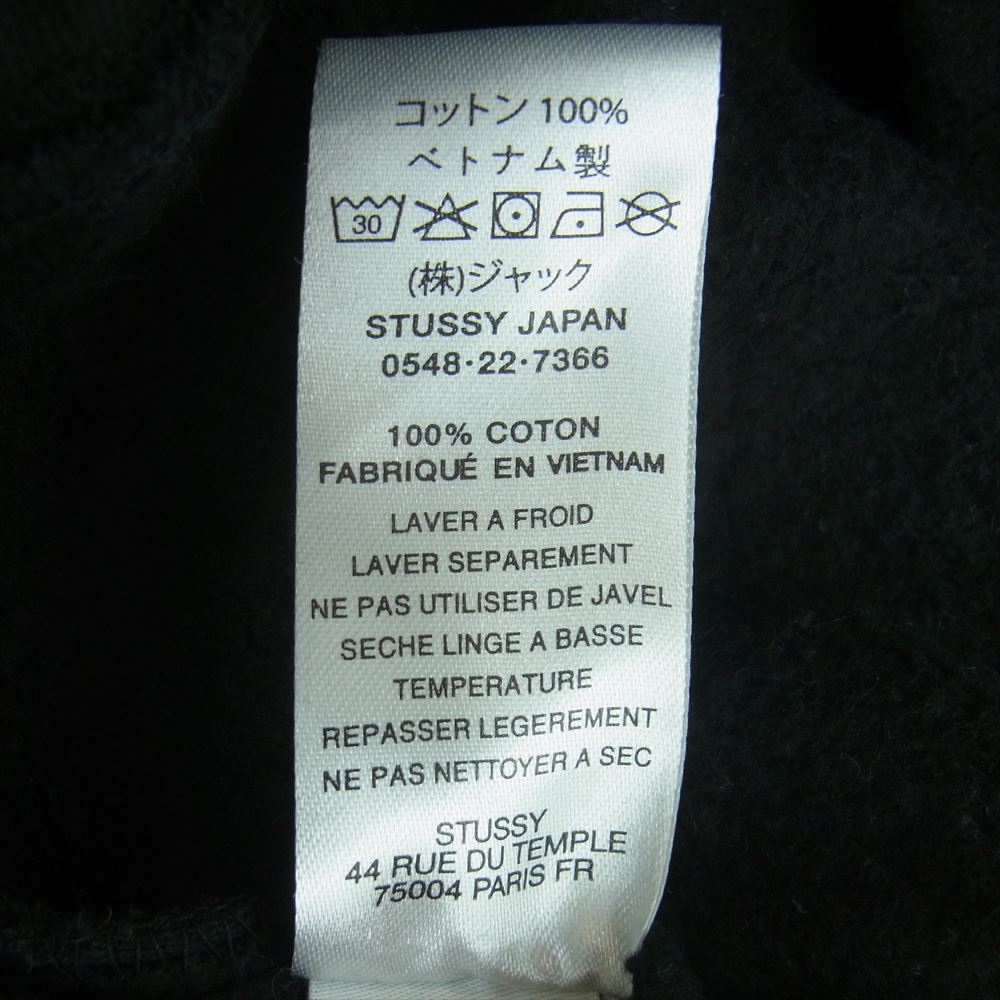 コットン 100%
ベトナム製
30
(株)ジャック
STUSSY JAPAN
0548·22·7366
100% COTON
FABRIQUÉ EN VIETNAM
LAVER A FROID
LAVER SEPAREMENT
NE PAS UTILISER DE JAVEL
SECHE LINGE A BASSE
TEMPERATURE
REPASSER LEGEREMENT
NE PAS NETTOYER A SEC
STUSSY
44 RUE DU TEMPLE
75004 PARIS FR